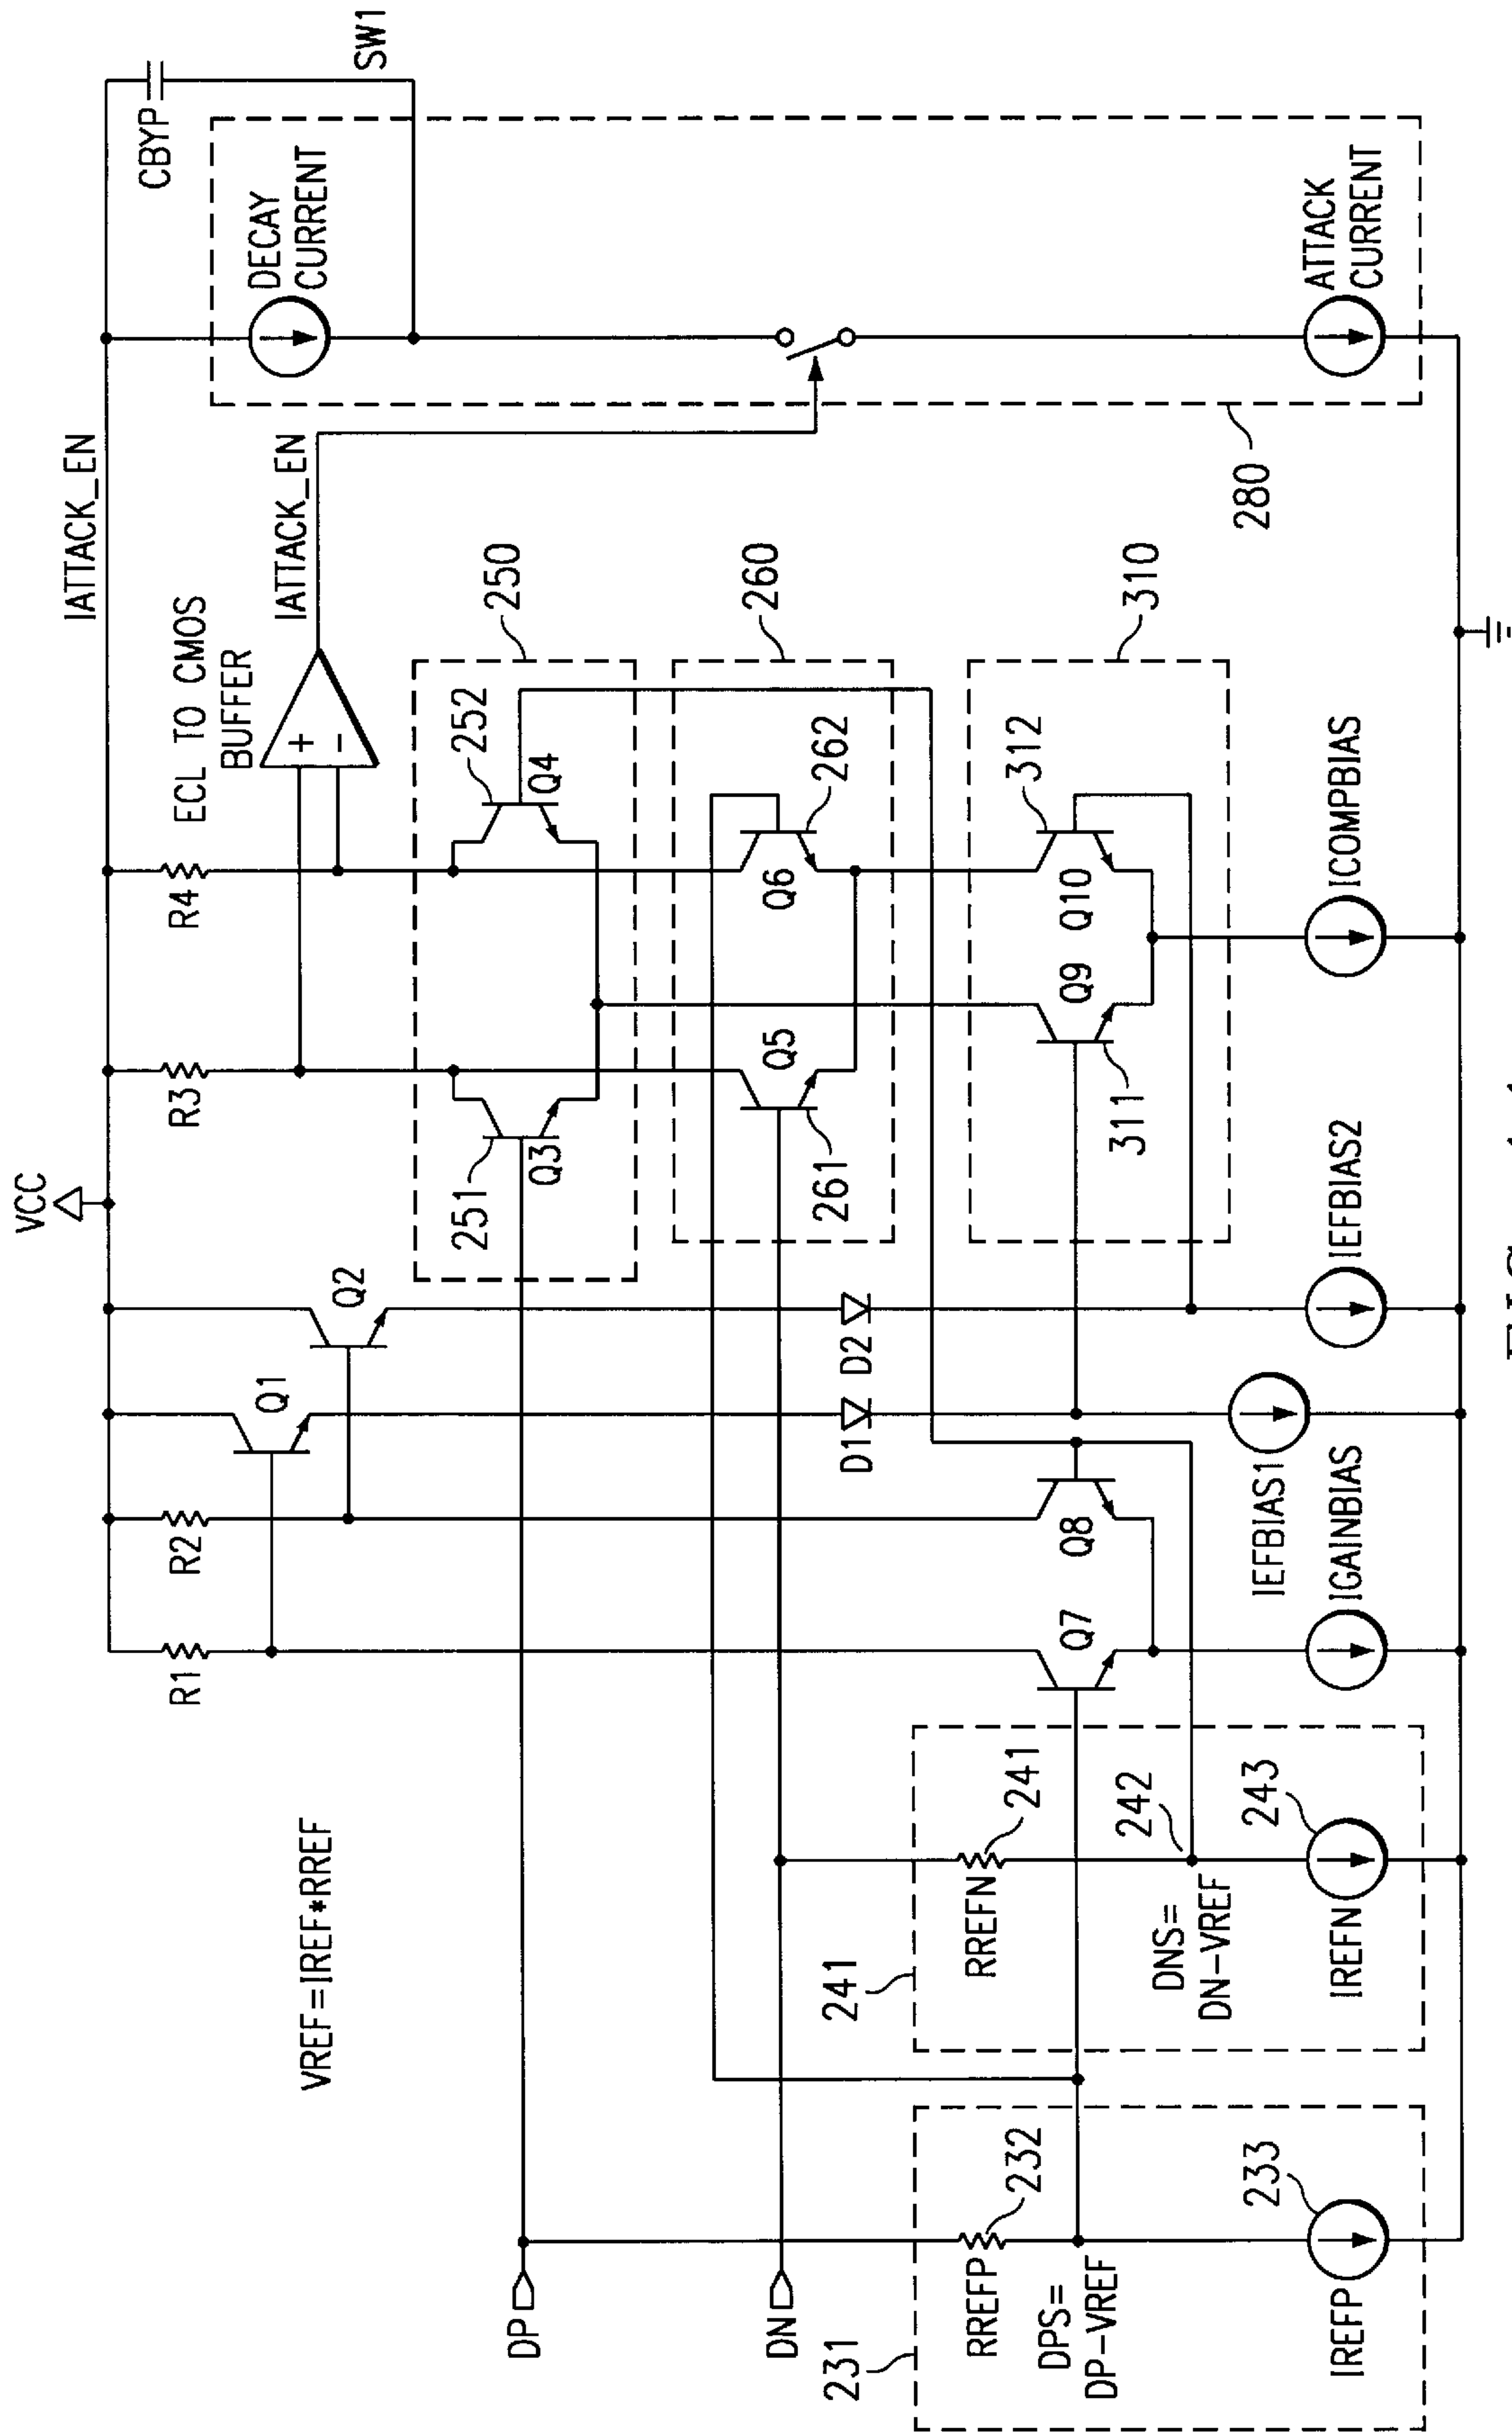 VCC
IATTACK_EN
CBYP
SW1
R1
R2
R3
R4
ECL TO CMOS
BUFFER
IATTACK_EN
DECAY
CURRENT
Q1
Q2
VREF=IREF*RREF
250
251
252
Q3
Q4
DP
260
261
262
Q5
Q6
DN
D1
D2
310
311
312
Q9
Q10
Q7
Q8
231
RREFP
232
DPS=
DP-VREF
233
IREFP
241
RREFN
241
242
DNS=
DN-VREF
243
IREFN
IGAINBIAS
IEFBIAS1
IEFBIAS2
ICOMPBIAS
280
ATTACK
CURRENT